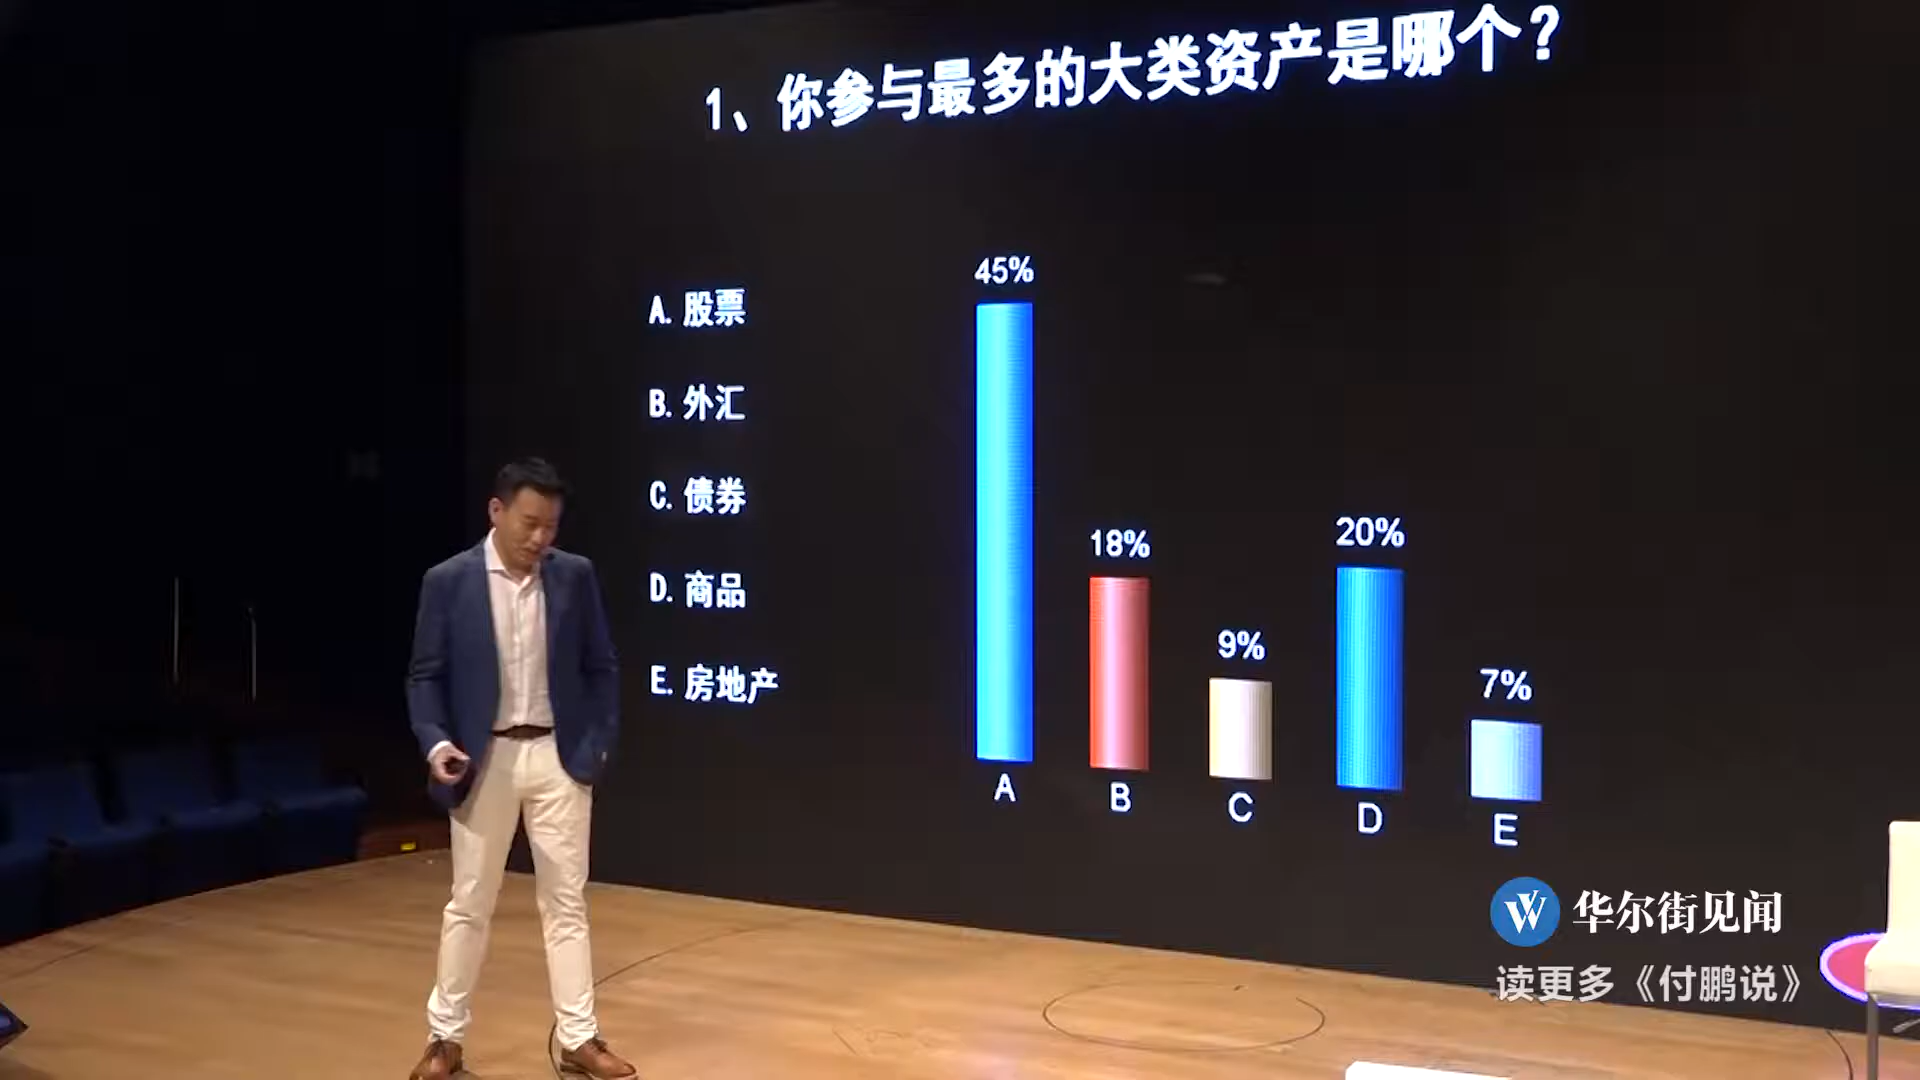 1、你参与最多的大类资产是哪个?
A. 股票
B. 外汇
C. 债券
D. 商品
E. 房地产
45%
18%
9%
20%
7%
A
B
C
D
E
W 华尔街见闻
读更多《付鹏说》